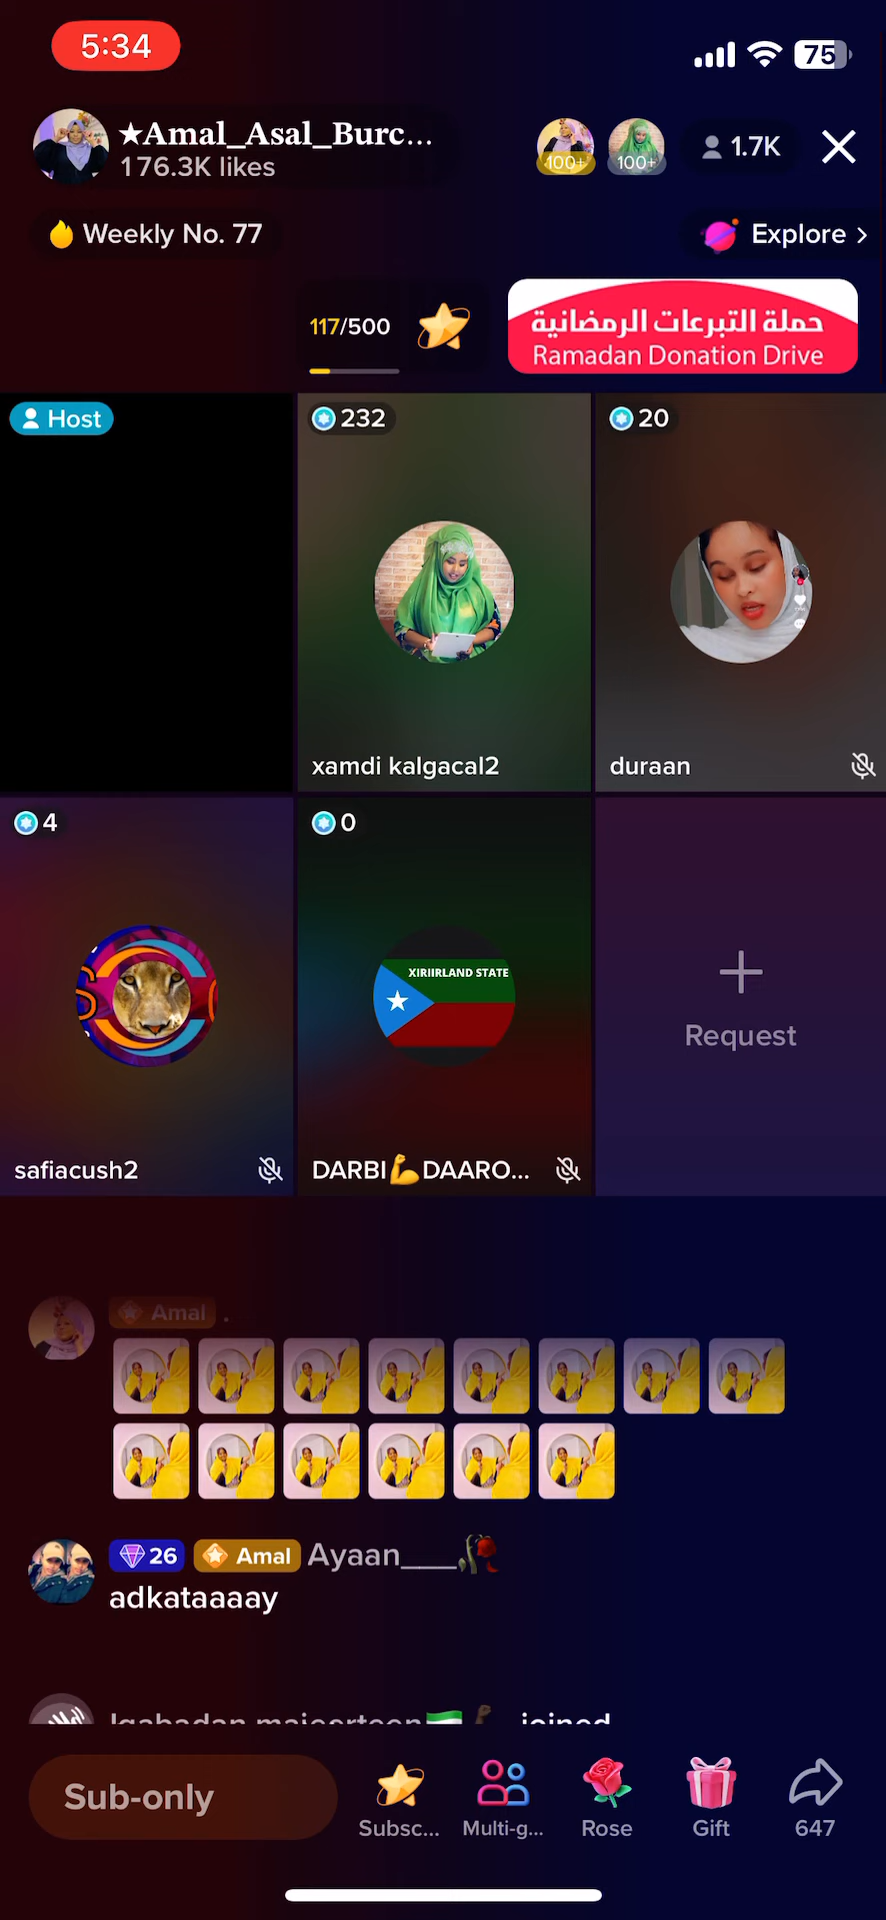 5:34
75
★Amal_Asal_Burc...
176.3K likes
100+
100+
1.7K
Weekly No. 77
Explore >
117/500
حملة التبرعات الرمضانية
Ramadan Donation Drive
Host
232
20
xamdi kalgacal2
duraan
4
0
XIRIIRLAND STATE
Request
safiacush2
DARBI💪DAARO...
Amal .
26 Amal Ayaan___🥀
adkataaaay
joined
Sub-only
Subsc...
Multi-g...
Rose
Gift
647